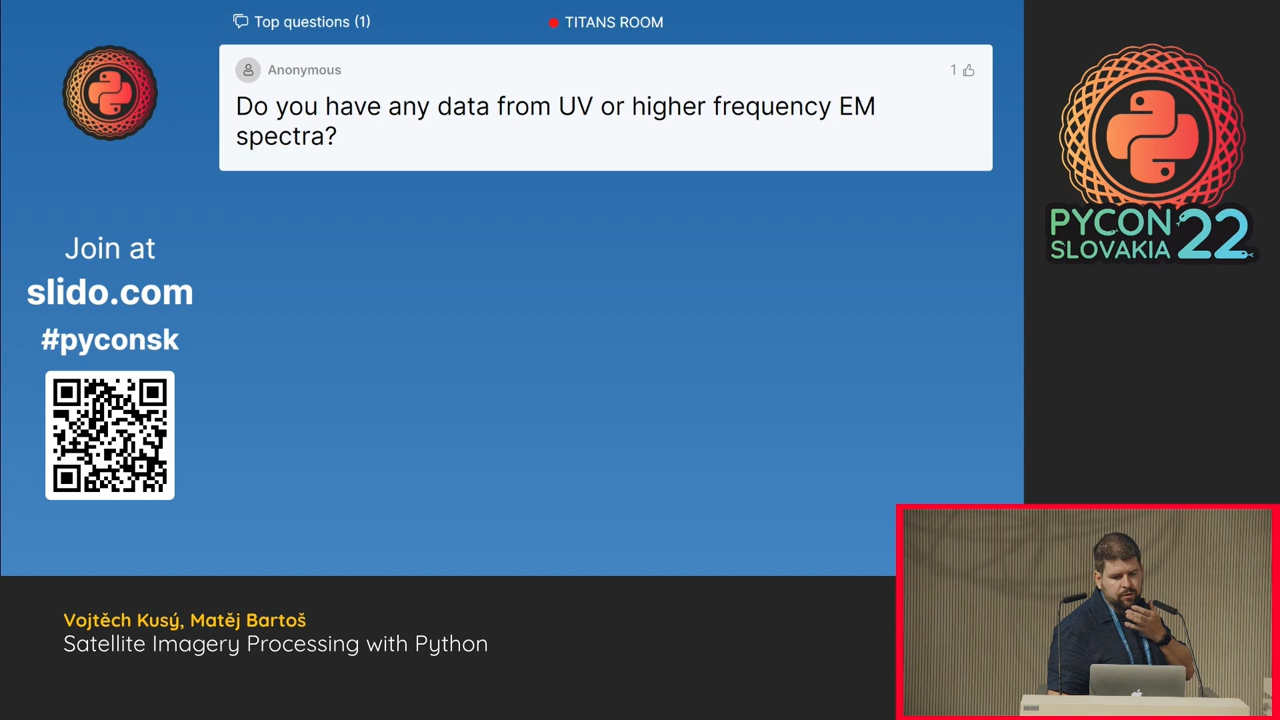 Top questions (1)
TITANS ROOM
Anonymous
1
Do you have any data from UV or higher frequency EM
spectra?
Join at
slido.com
#pyconsk
PYCON
SLOVAKIA
22
Vojtěch Kusý, Matěj Bartoš
Satellite Imagery Processing with Python